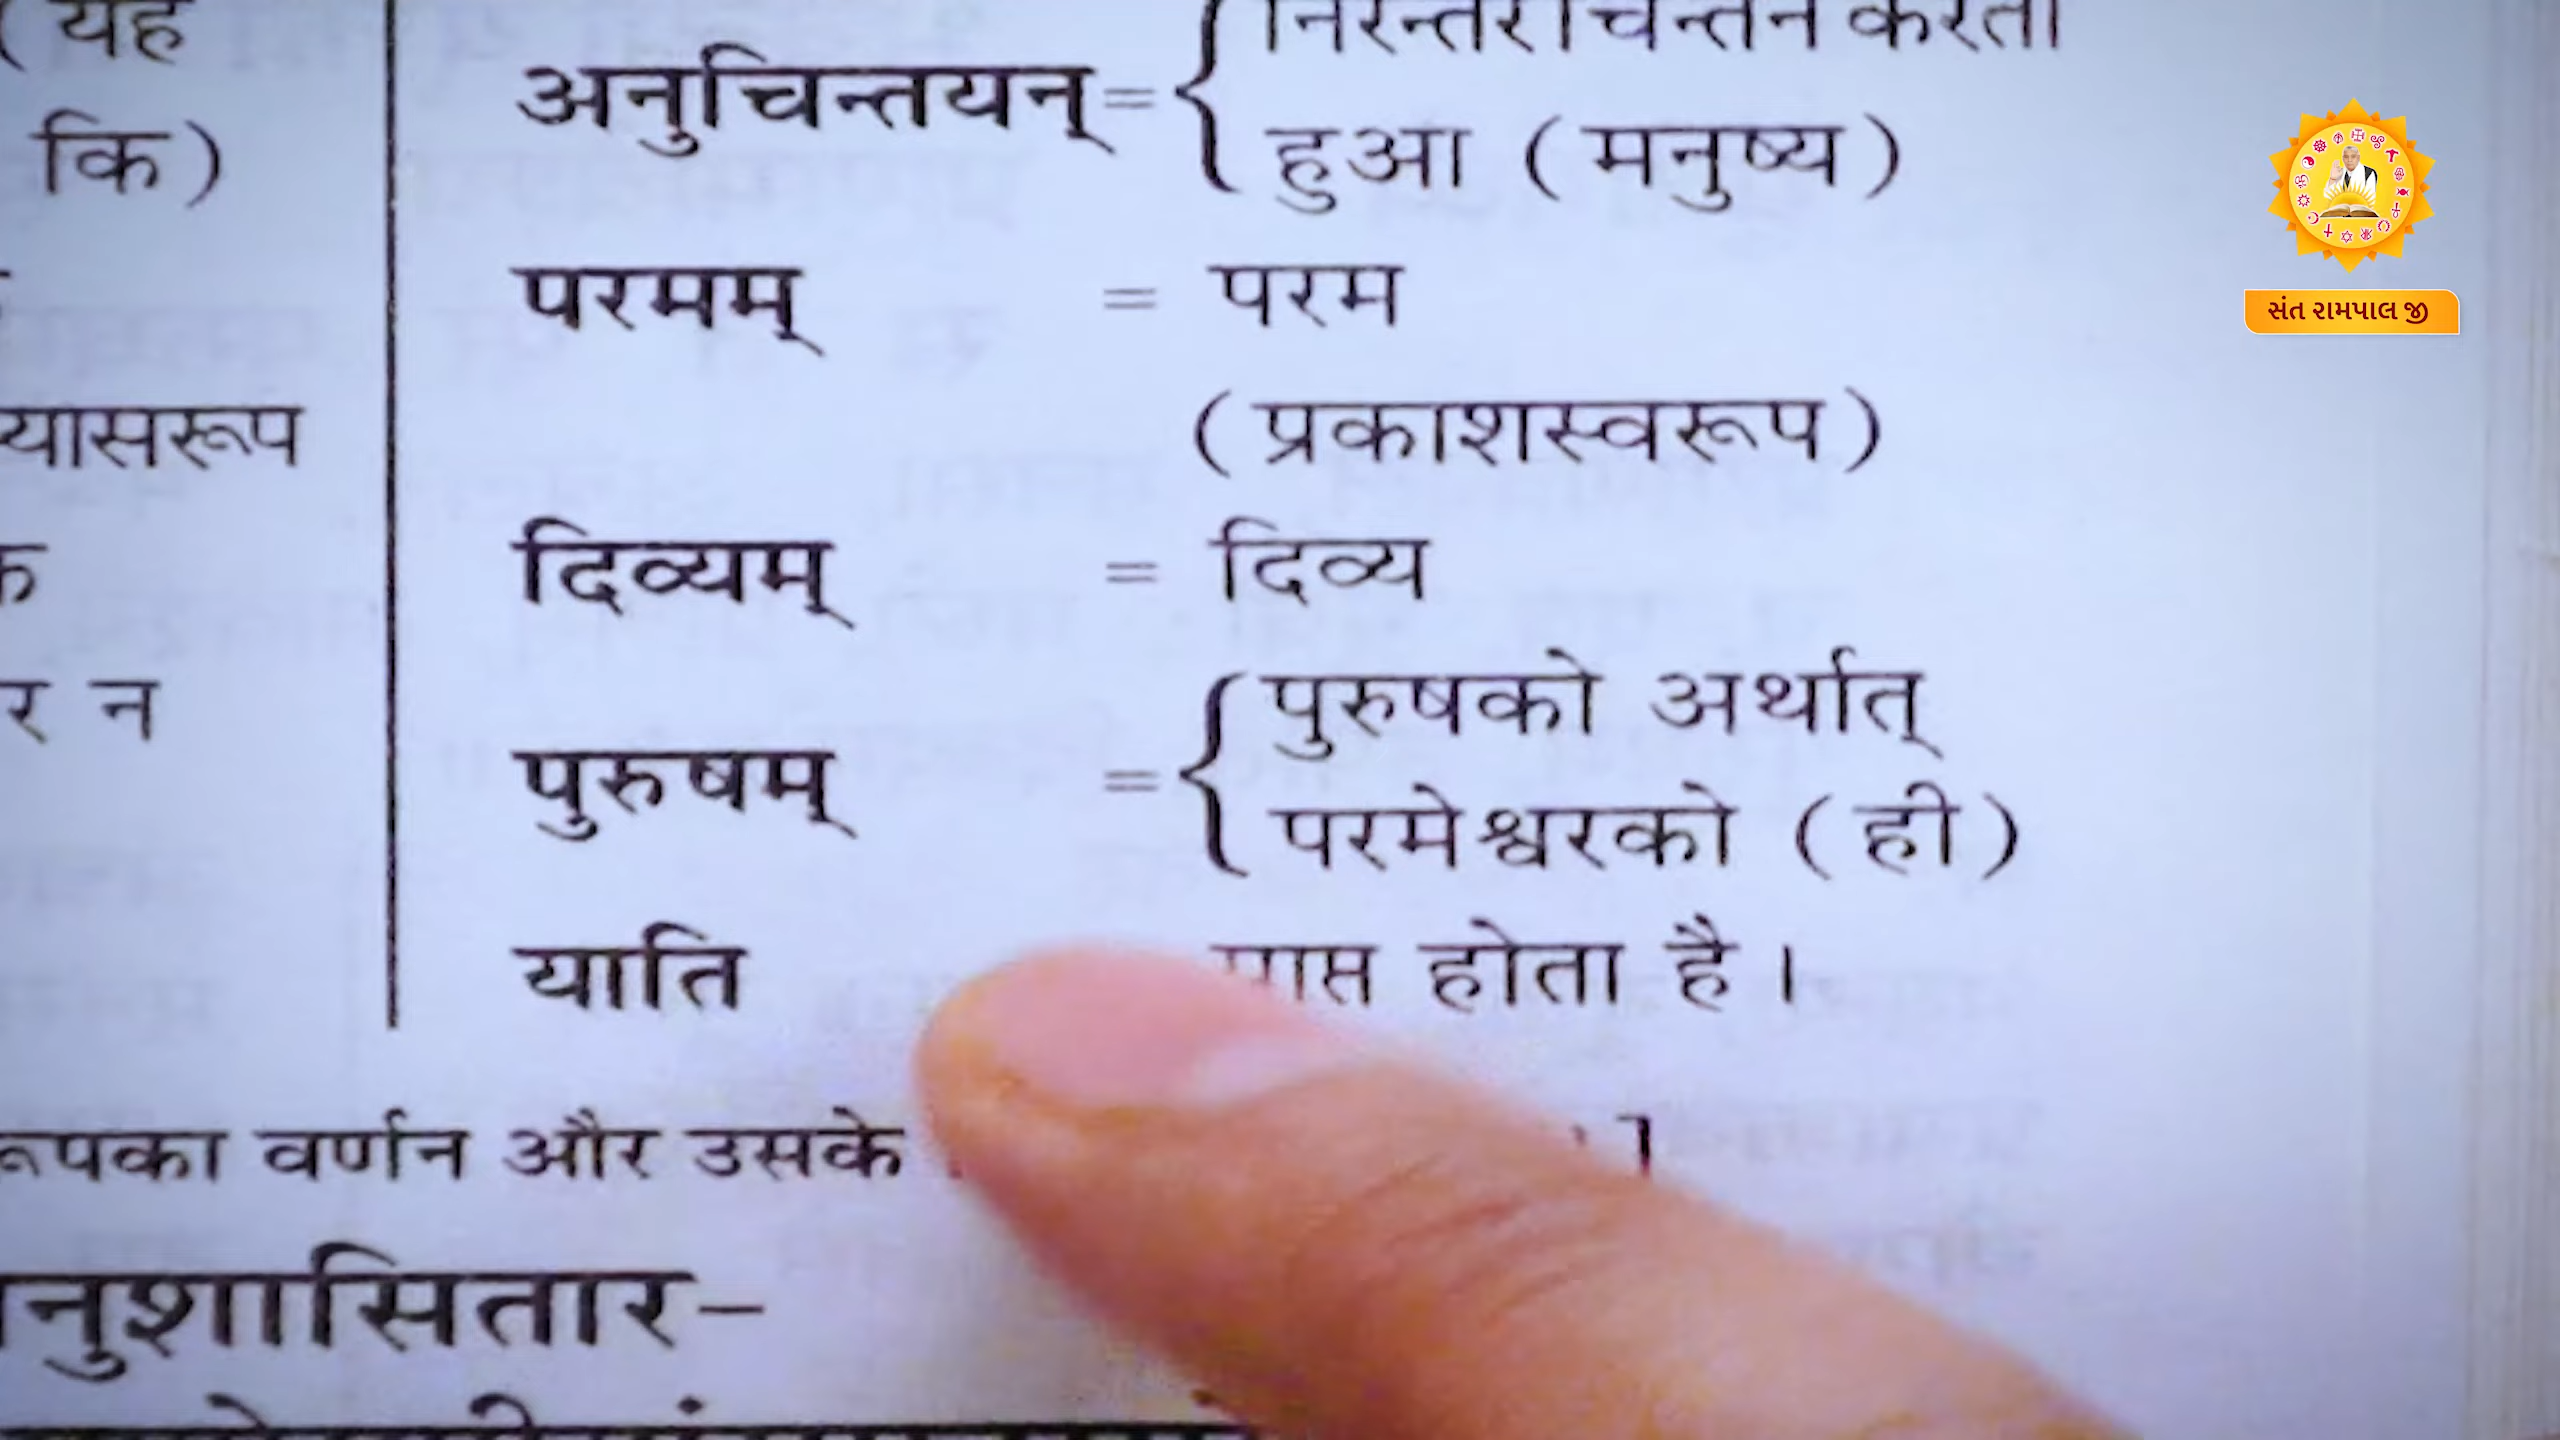 (यह
कि)
यासरूप
र न
निरन्तर चिन्तन करता
अनुचिन्तयन् =
हुआ (मनुष्य)
परमम् = परम
(प्रकाशस्वरूप)
दिव्यम् = दिव्य
पुरुषको अर्थात्
पुरुषम् =
परमेश्वरको (ही)
याति प्राप्त होता है।
रूपका वर्णन और उसके
नुशासितार-
સંત રામપાલ જી